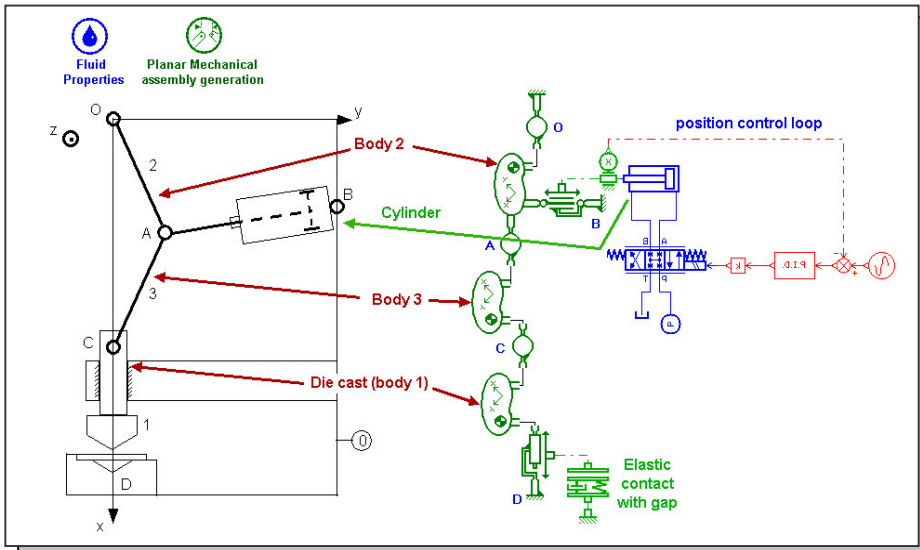 Fluid
Properties
Planar Mechanical
assembly generation
O
y
z
2
Body 2
O
position control loop
X
B
A
Cylinder
B
A
B
A
3
Body 3
T
P
K
P.I.D.
-
+
P
C
C
Die cast (body 1)
1
0
D
x
D
Elastic
contact
with gap